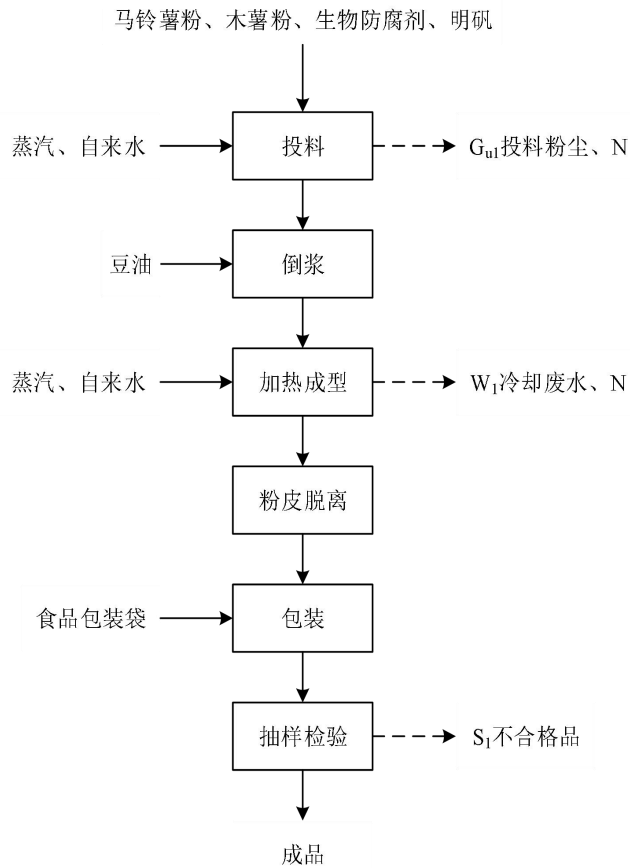 马铃薯粉、木薯粉、生物防腐剂、明矾
蒸汽、自来水
投料
Gu1投料粉尘、N
豆油
倒浆
蒸汽、自来水
加热成型
W1冷却废水、N
粉皮脱离
食品包装袋
包装
抽样检验
S1不合格品
成品